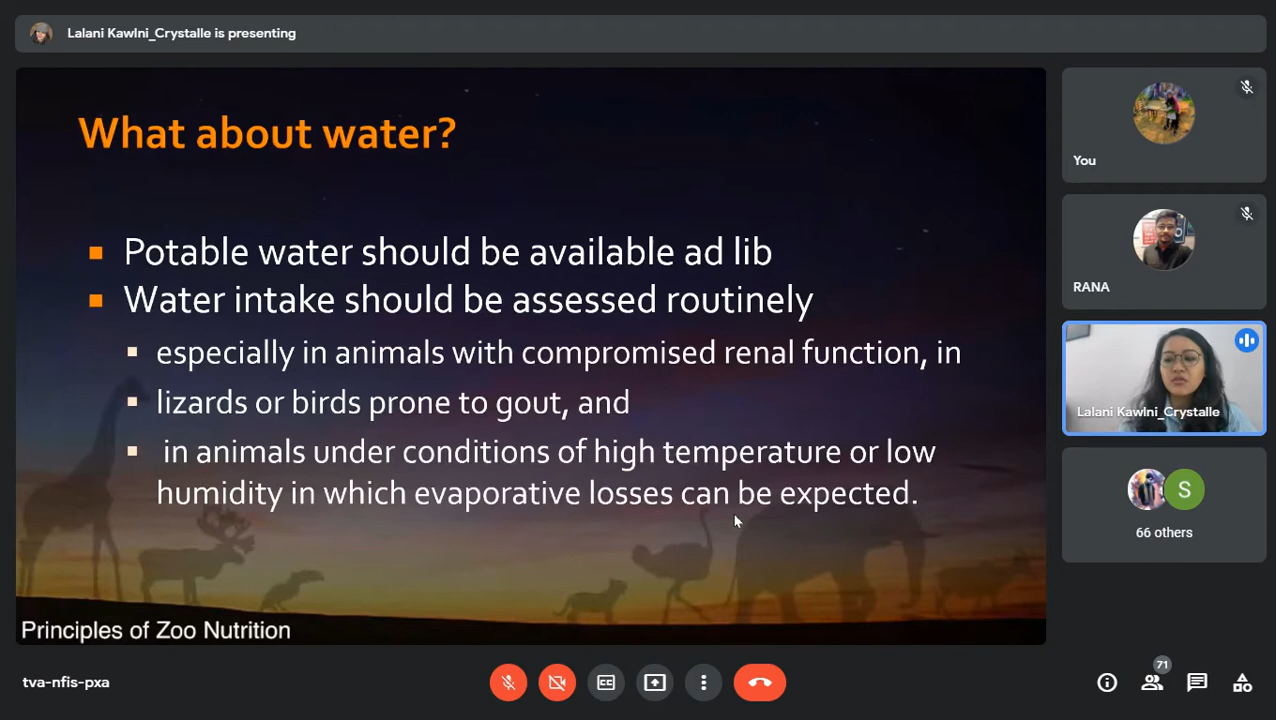 Lalani Kawlni_Crystalle is presenting
What about water?
Potable water should be available ad lib
Water intake should be assessed routinely
especially in animals with compromised renal function, in
lizards or birds prone to gout, and
in animals under conditions of high temperature or low
humidity in which evaporative losses can be expected.
Principles of Zoo Nutrition
You
RANA
Lalani Kawlni_Crystalle
S
66 others
tva-nfis-pxa
CC
71